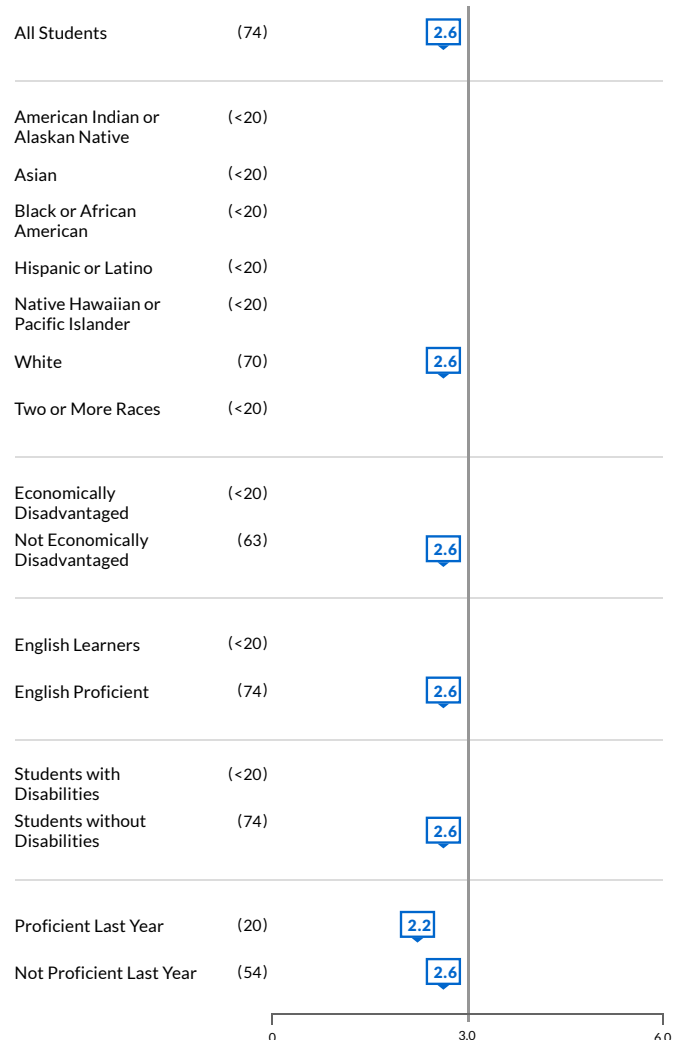 All Students (74) 2.6
American Indian or (<20)
Alaskan Native
Asian (<20)
Black or African (<20)
American
Hispanic or Latino (<20)
Native Hawaiian or (<20)
Pacific Islander
White (70) 2.6
Two or More Races (<20)
Economically (<20)
Disadvantaged
Not Economically (63) 2.6
Disadvantaged
English Learners (<20)
English Proficient (74) 2.6
Students with (<20)
Disabilities
Students without (74) 2.6
Disabilities
Proficient Last Year (20) 2.2
Not Proficient Last Year (54) 2.6
0 3.0 6.0